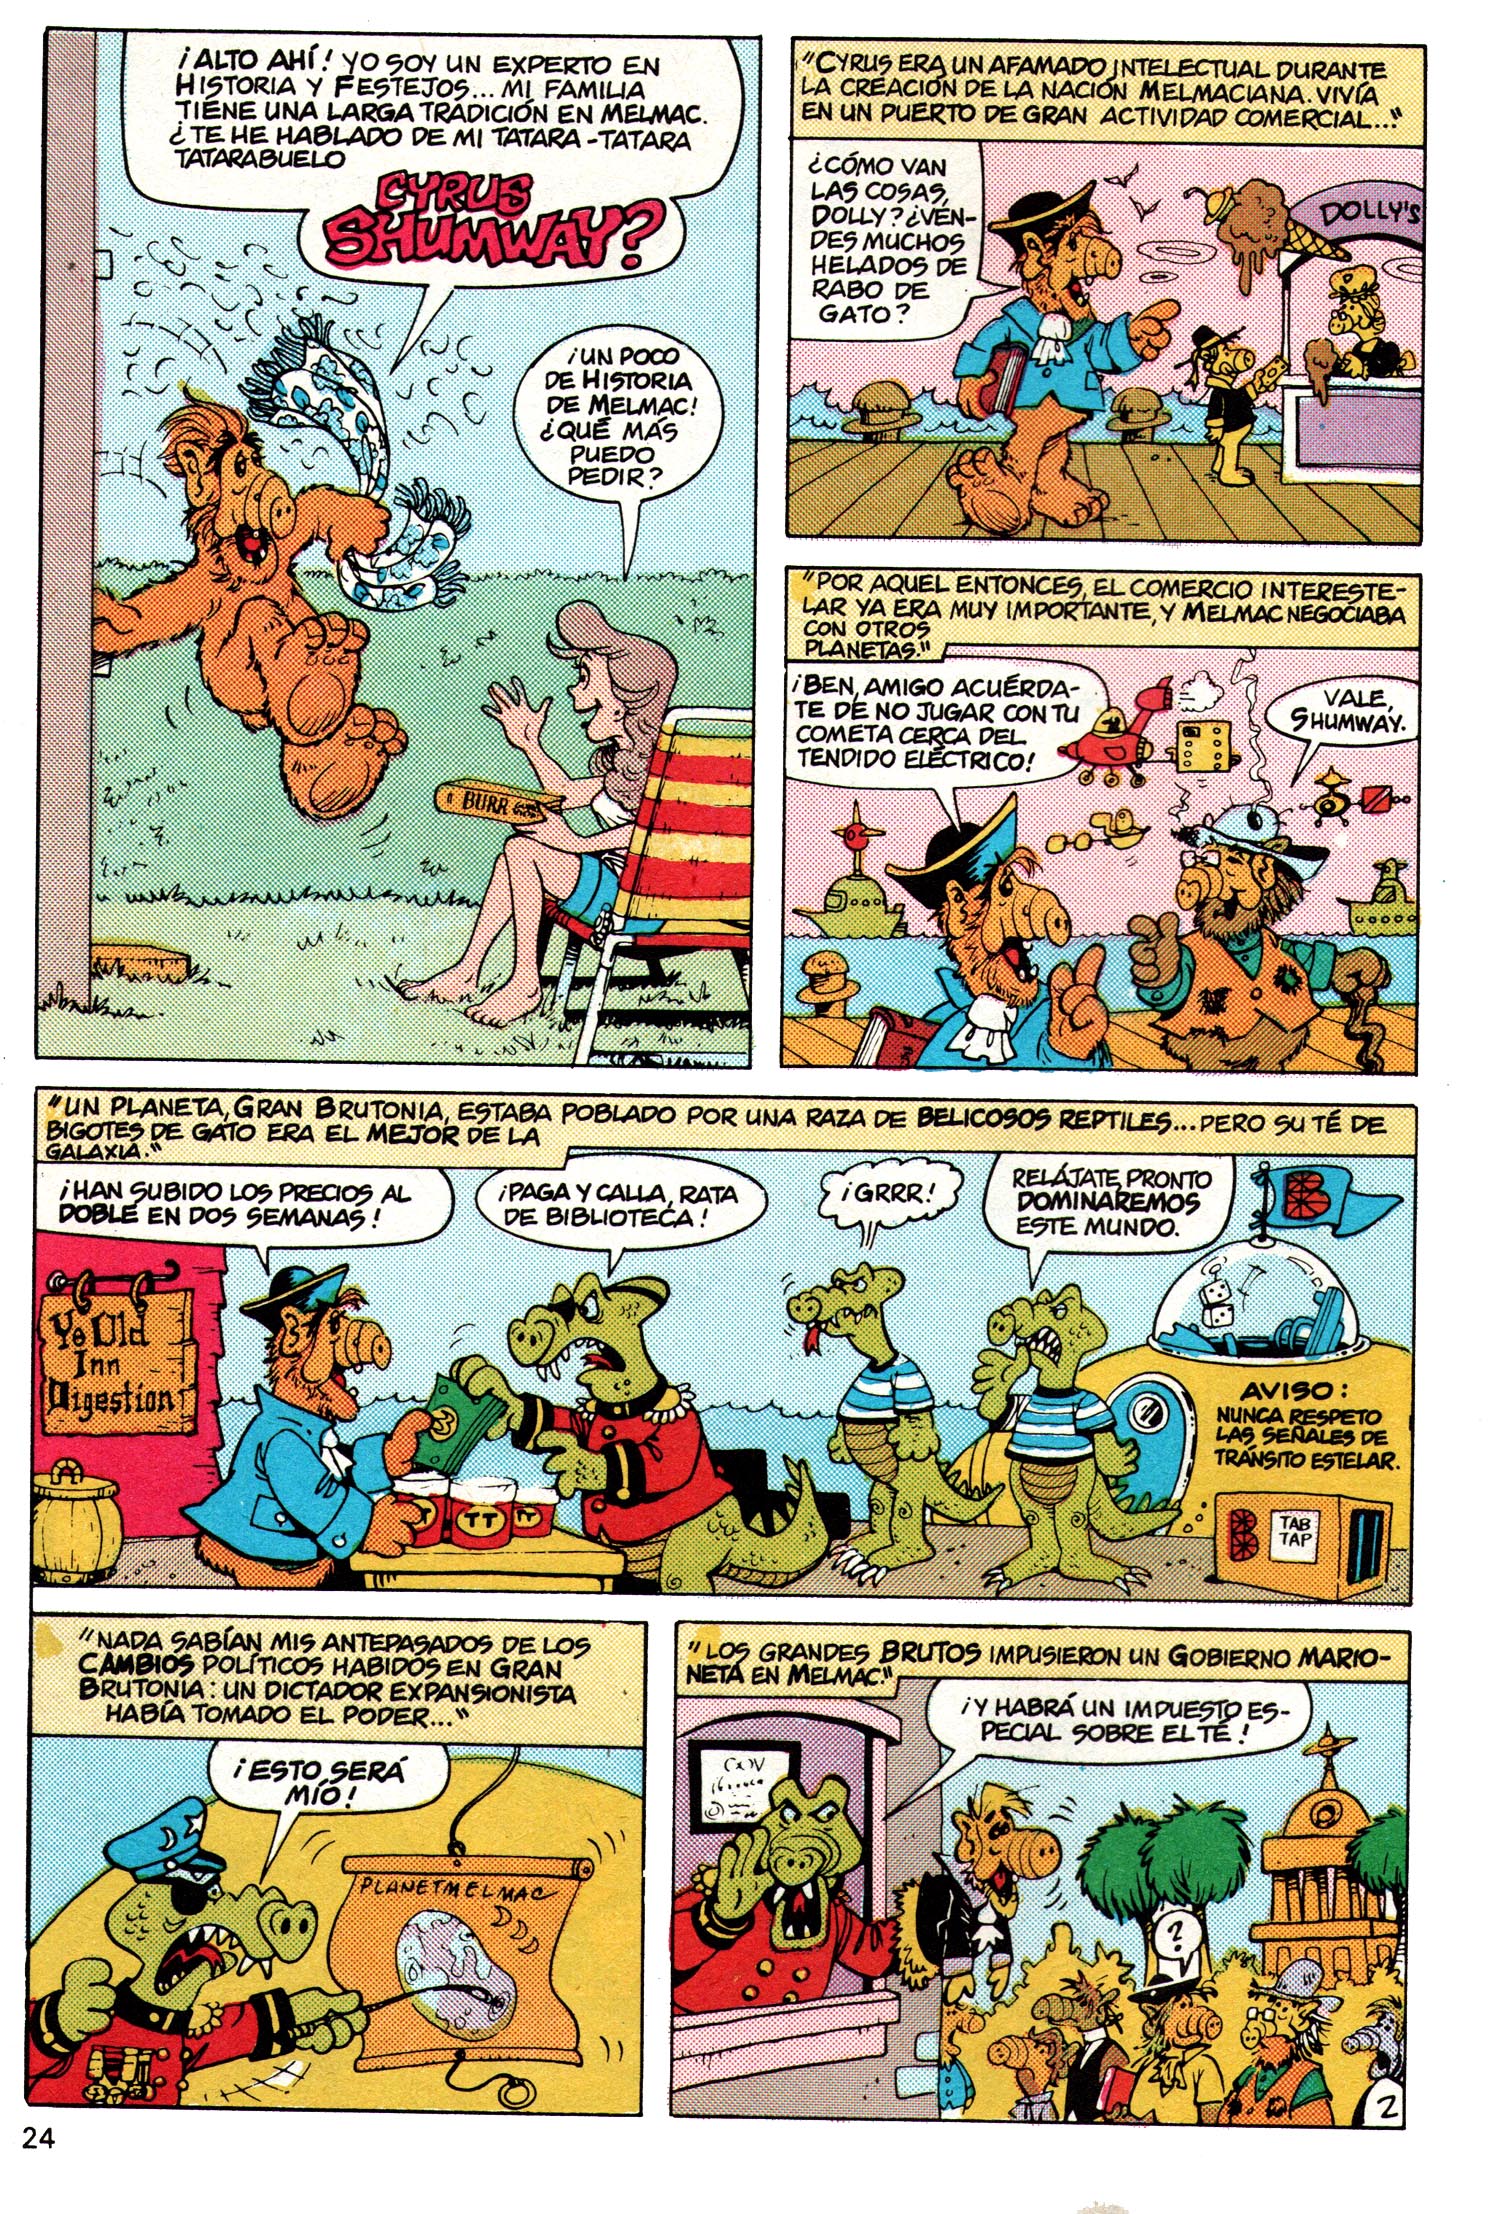 ¡ALTO AHÍ! YO SOY UN EXPERTO EN
HISTORIA Y FESTEJOS... MI FAMILIA
TIENE UNA LARGA TRADICIÓN EN MELMAC.
¿TE HE HABLADO DE MI TATARA-TATARA
TATARABUELO
CYRUS
SHUMWAY?
¡UN POCO
DE HISTORIA
DE MELMAC!
¿QUÉ MÁS
PUEDO
PEDIR?
BURR
"CYRUS ERA UN AFAMADO INTELECTUAL DURANTE
LA CREACIÓN DE LA NACIÓN MELMACIANA. VIVÍA
EN UN PUERTO DE GRAN ACTIVIDAD COMERCIAL..."
¿CÓMO VAN
LAS COSAS,
DOLLY? ¿VEN-
DES MUCHOS
HELADOS DE
RABO DE
GATO?
DOLLY'S
"POR AQUEL ENTONCES, EL COMERCIO INTERESTE-
LAR YA ERA MUY IMPORTANTE, Y MELMAC NEGOCIABA
CON OTROS
PLANETAS."
¡BEN, AMIGO ACUÉRDA-
TE DE NO JUGAR CON TU
COMETA CERCA DEL
TENDIDO ELÉCTRICO!
VALE,
SHUMWAY.
"UN PLANETA, GRAN BRUTONIA, ESTABA POBLADO POR UNA RAZA DE BELICOSOS REPTILES... PERO SU TÉ DE
BIGOTES DE GATO ERA EL MEJOR DE LA
GALAXIA."
¡HAN SUBIDO LOS PRECIOS AL
DOBLE EN DOS SEMANAS!
¡PAGA Y CALLA, RATA
DE BIBLIOTECA!
¡GRRR!
RELÁJATE, PRONTO
DOMINAREMOS
ESTE MUNDO.
B
Ye Old
Inn
Digestion
TT
TT
AVISO:
NUNCA RESPETO
LAS SEÑALES DE
TRÁNSITO ESTELAR.
B
TAB
TAP
"NADA SABÍAN MIS ANTEPASADOS DE LOS
CAMBIOS POLÍTICOS HABIDOS EN GRAN
BRUTONIA: UN DICTADOR EXPANSIONISTA
HABÍA TOMADO EL PODER..."
¡ESTO SERÁ
MÍO!
PLANET MELMAC
"LOS GRANDES BRUTOS IMPUSIERON UN GOBIERNO MARIO-
NETA EN MELMAC."
¡Y HABRÁ UN IMPUESTO ES-
PECIAL SOBRE EL TÉ!
?
2
24